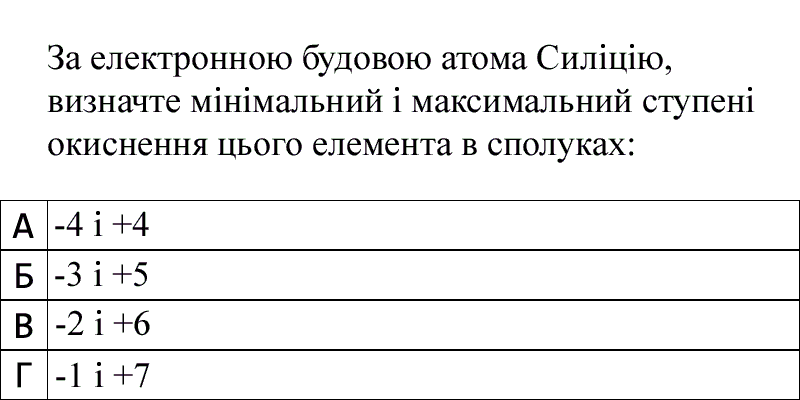 За електронною будовою атома Силіцію,
визначте мінімальний і максимальний ступені
окиснення цього елемента в сполуках:
А -4 і +4
Б -3 і +5
В -2 і +6
Г -1 і +7